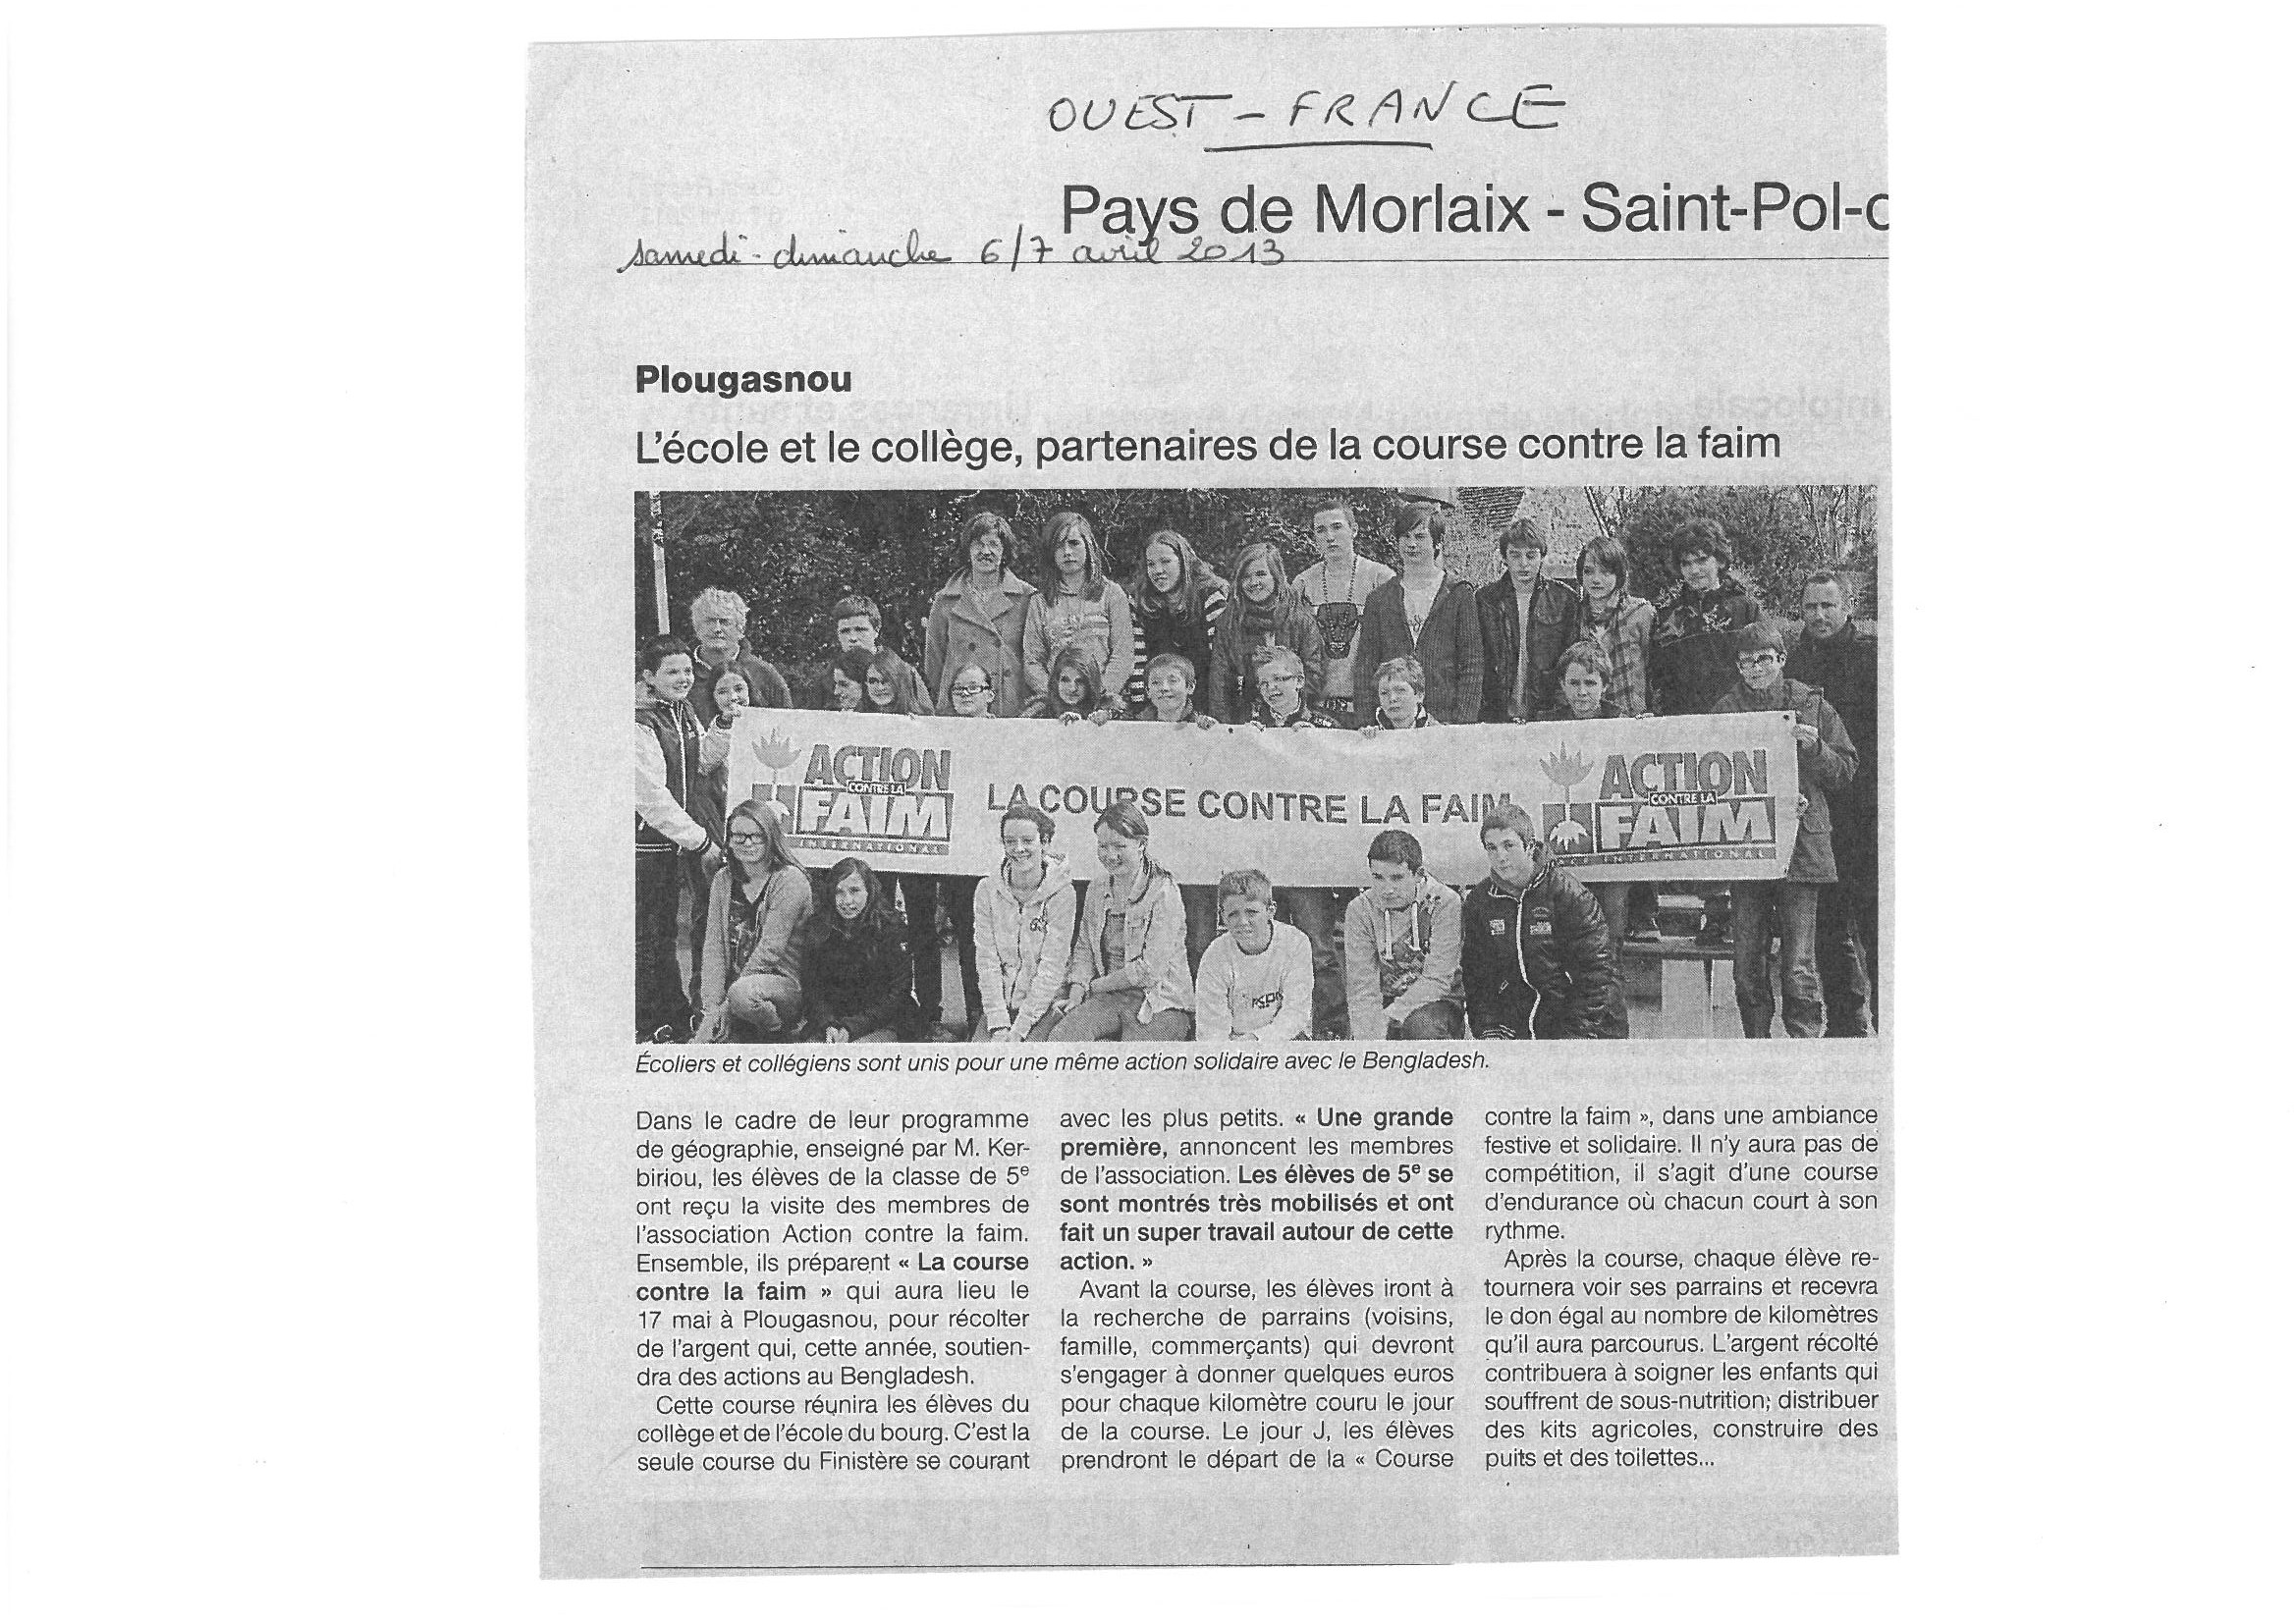 OUEST - FRANCE
Pays de Morlaix - Saint-Pol-
samedi - dimanche 6/7 avril 2013
Plougasnou
L'école et le collège, partenaires de la course contre la faim
ACTION
CONTRE LA
FAIM
INTERNATIONAL
LA COURSE CONTRE LA FAIM
ACTION
CONTRE LA
FAIM
INTERNATIONAL
Écoliers et collégiens sont unis pour une même action solidaire avec le Bengladesh.
Dans le cadre de leur programme
de géographie, enseigné par M. Ker-
biriou, les élèves de la classe de 5e
ont reçu la visite des membres de
l'association Action contre la faim.
Ensemble, ils préparent « La course
contre la faim » qui aura lieu le
17 mai à Plougasnou, pour récolter
de l'argent qui, cette année, soutien-
dra des actions au Bengladesh.
Cette course réunira les élèves du
collège et de l'école du bourg. C'est la
seule course du Finistère se courant
avec les plus petits. « Une grande
première, annoncent les membres
de l'association. Les élèves de 5e se
sont montrés très mobilisés et ont
fait un super travail autour de cette
action. »
Avant la course, les élèves iront à
la recherche de parrains (voisins,
famille, commerçants) qui devront
s'engager à donner quelques euros
pour chaque kilomètre couru le jour
de la course. Le jour J, les élèves
prendront le départ de la « Course
contre la faim », dans une ambiance
festive et solidaire. Il n'y aura pas de
compétition, il s'agit d'une course
d'endurance où chacun court à son
rythme.
Après la course, chaque élève re-
tournera voir ses parrains et recevra
le don égal au nombre de kilomètres
qu'il aura parcourus. L'argent récolté
contribuera à soigner les enfants qui
souffrent de sous-nutrition; distribuer
des kits agricoles, construire des
puits et des toilettes...